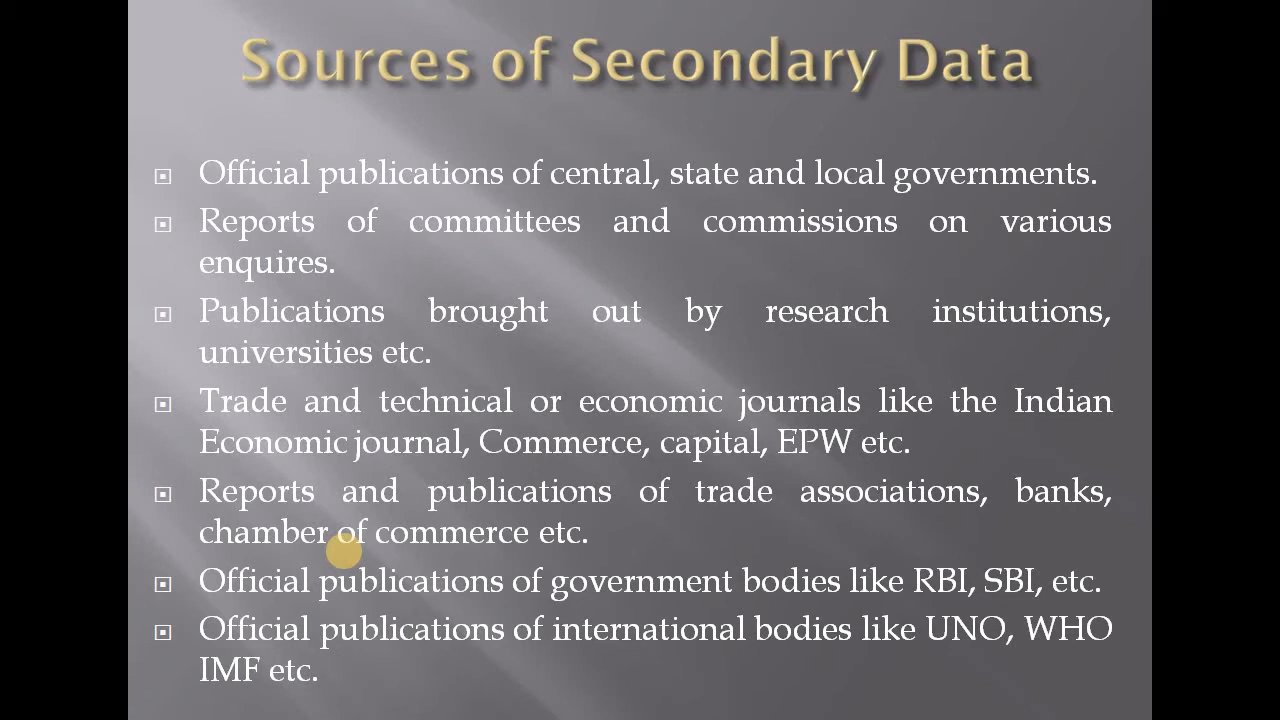 Sources of Secondary Data
Official publications of central, state and local governments.
Reports of committees and commissions on various
enquires.
Publications brought out by research institutions,
universities etc.
Trade and technical or economic journals like the Indian
Economic journal, Commerce, capital, EPW etc.
Reports and publications of trade associations, banks,
chamber of commerce etc.
Official publications of government bodies like RBI, SBI, etc.
Official publications of international bodies like UNO, WHO
IMF etc.